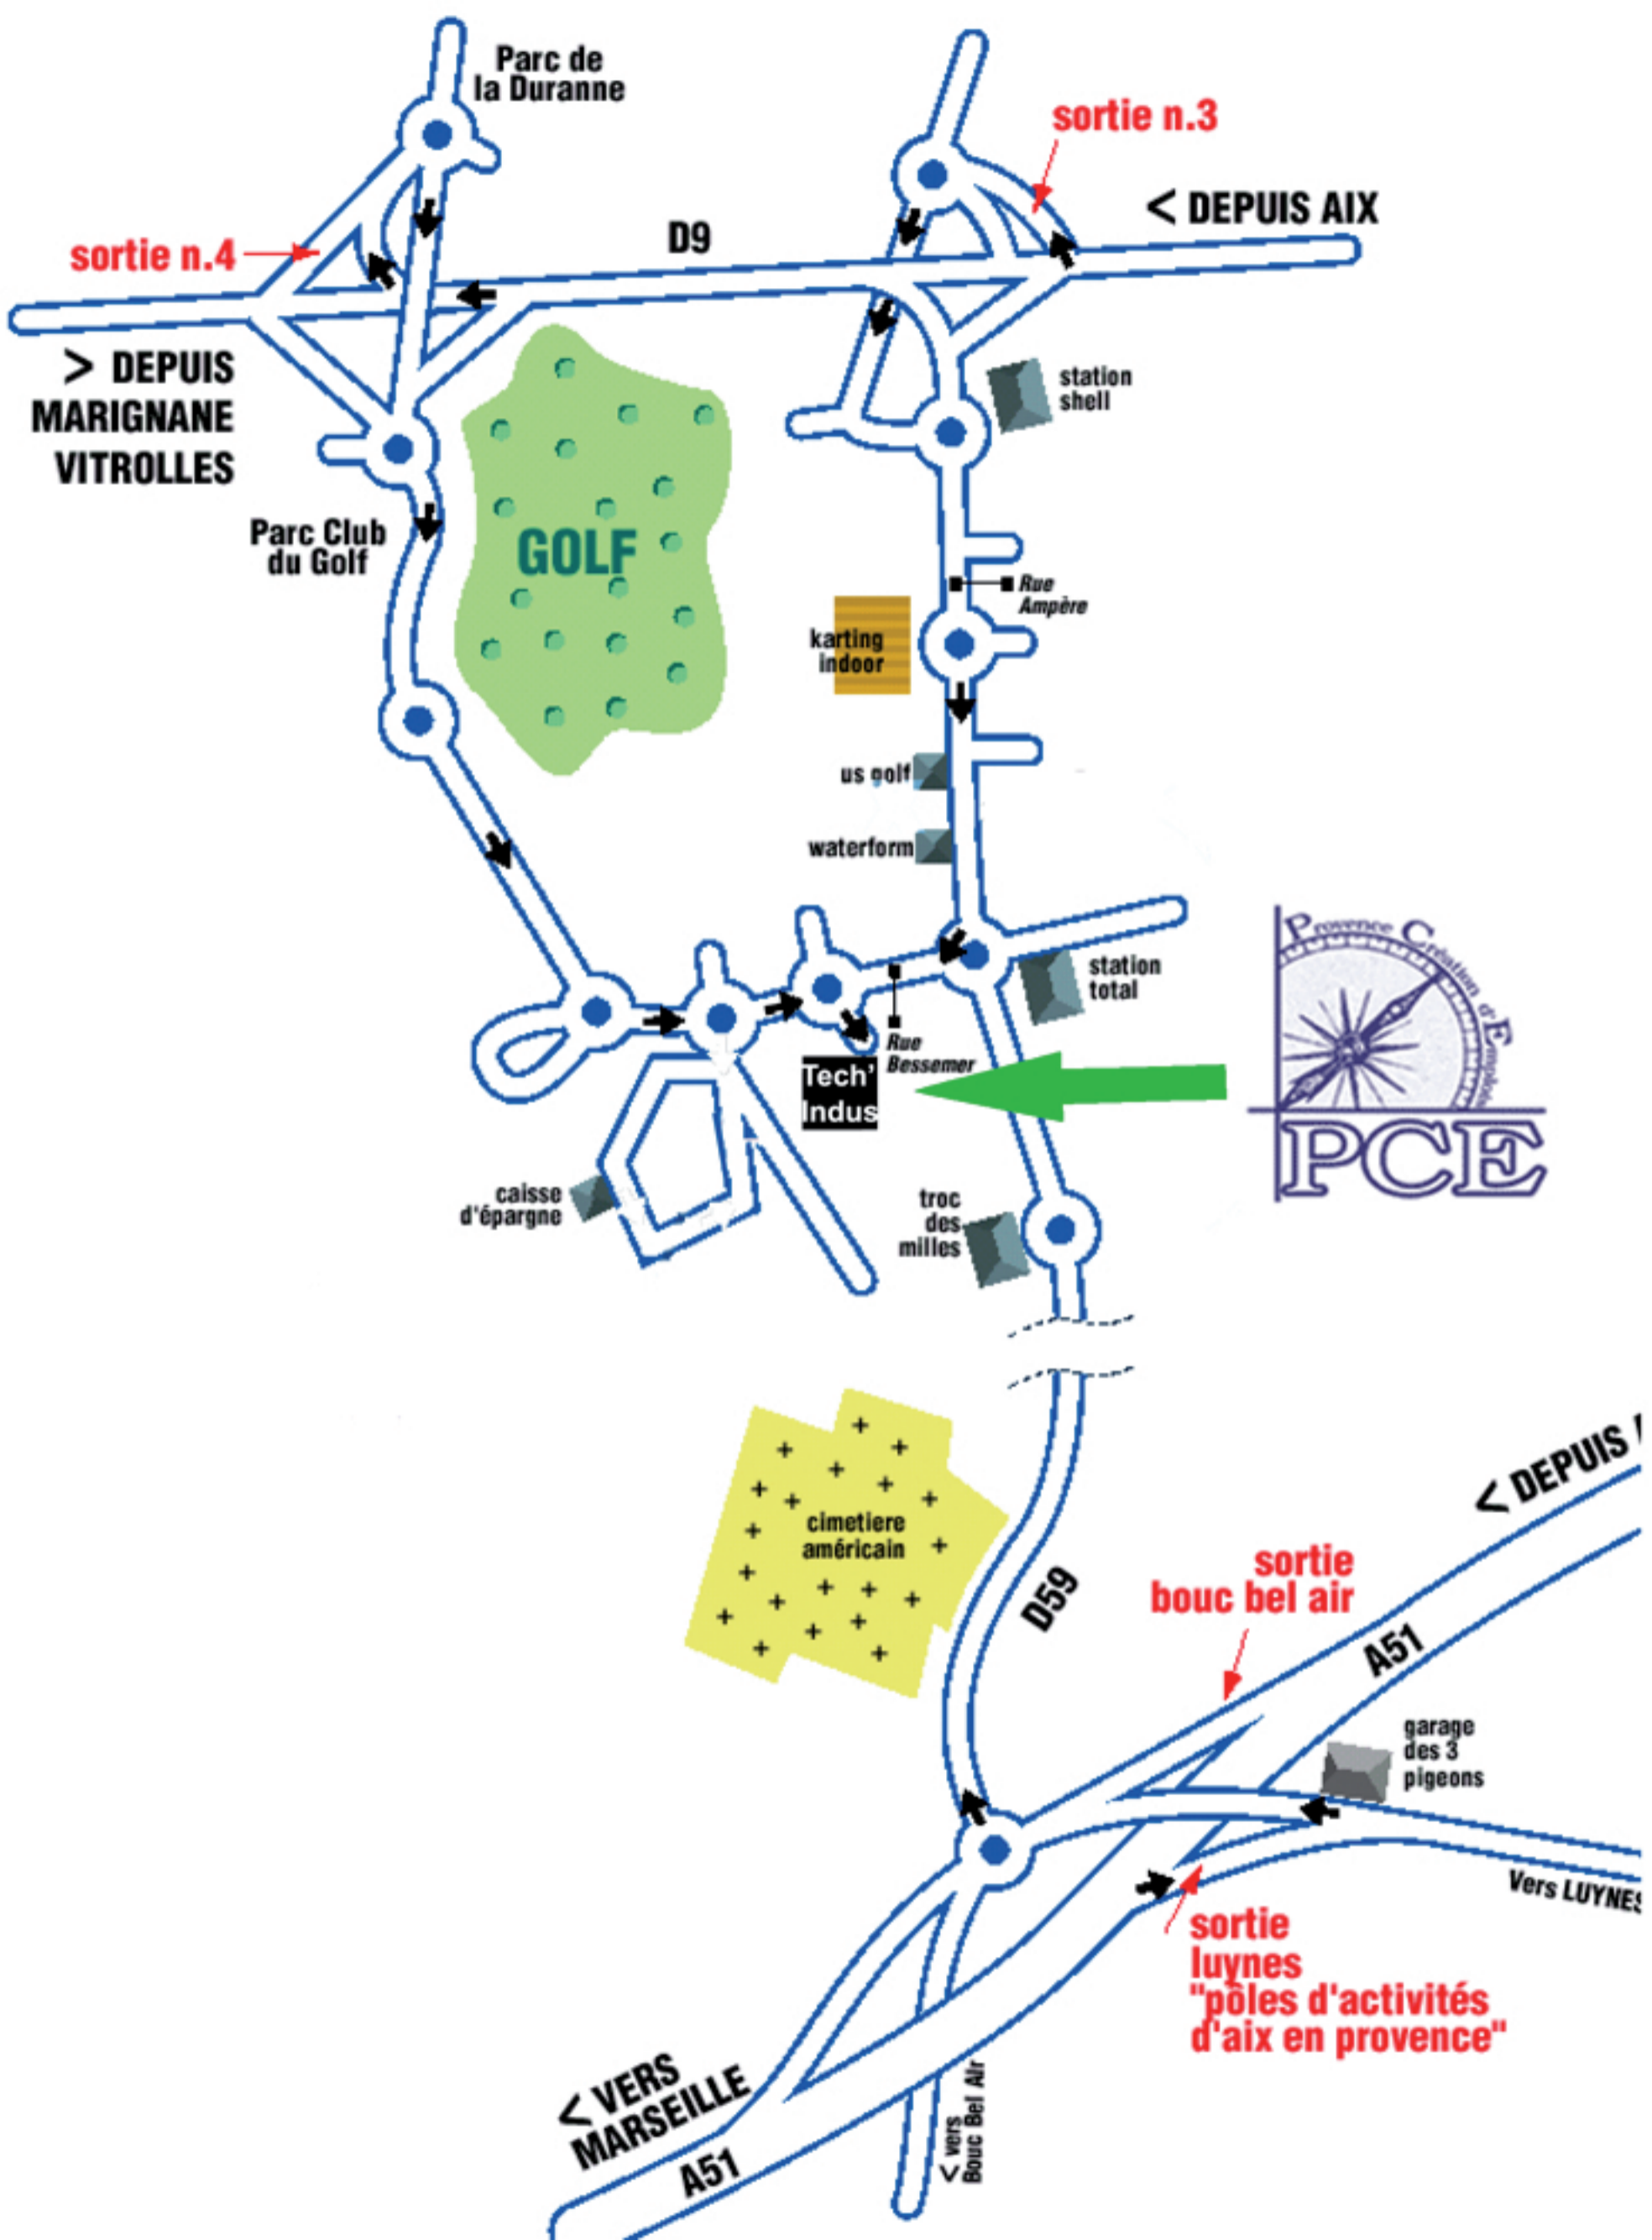 Parc de
la Duranne
sortie n.3
< DEPUIS AIX
D9
sortie n.4
> DEPUIS
MARIGNANE
VITROLLES
station
shell
Parc Club
du Golf
GOLF
Rue
Ampère
karting
indoor
us golf
waterform
station
total
Rue
Bessemer
Tech'
Indus
Provence Création d'Emplois
PCE
caisse
d'épargne
troc
des
milles
cimetiere
américain
D59
< DEPUIS
sortie
bouc bel air
A51
garage
des 3
pigeons
Vers LUYNES
sortie
luynes
"pôles d'activités
d'aix en provence"
< VERS
MARSEILLE
A51
< vers
Bouc Bel Air